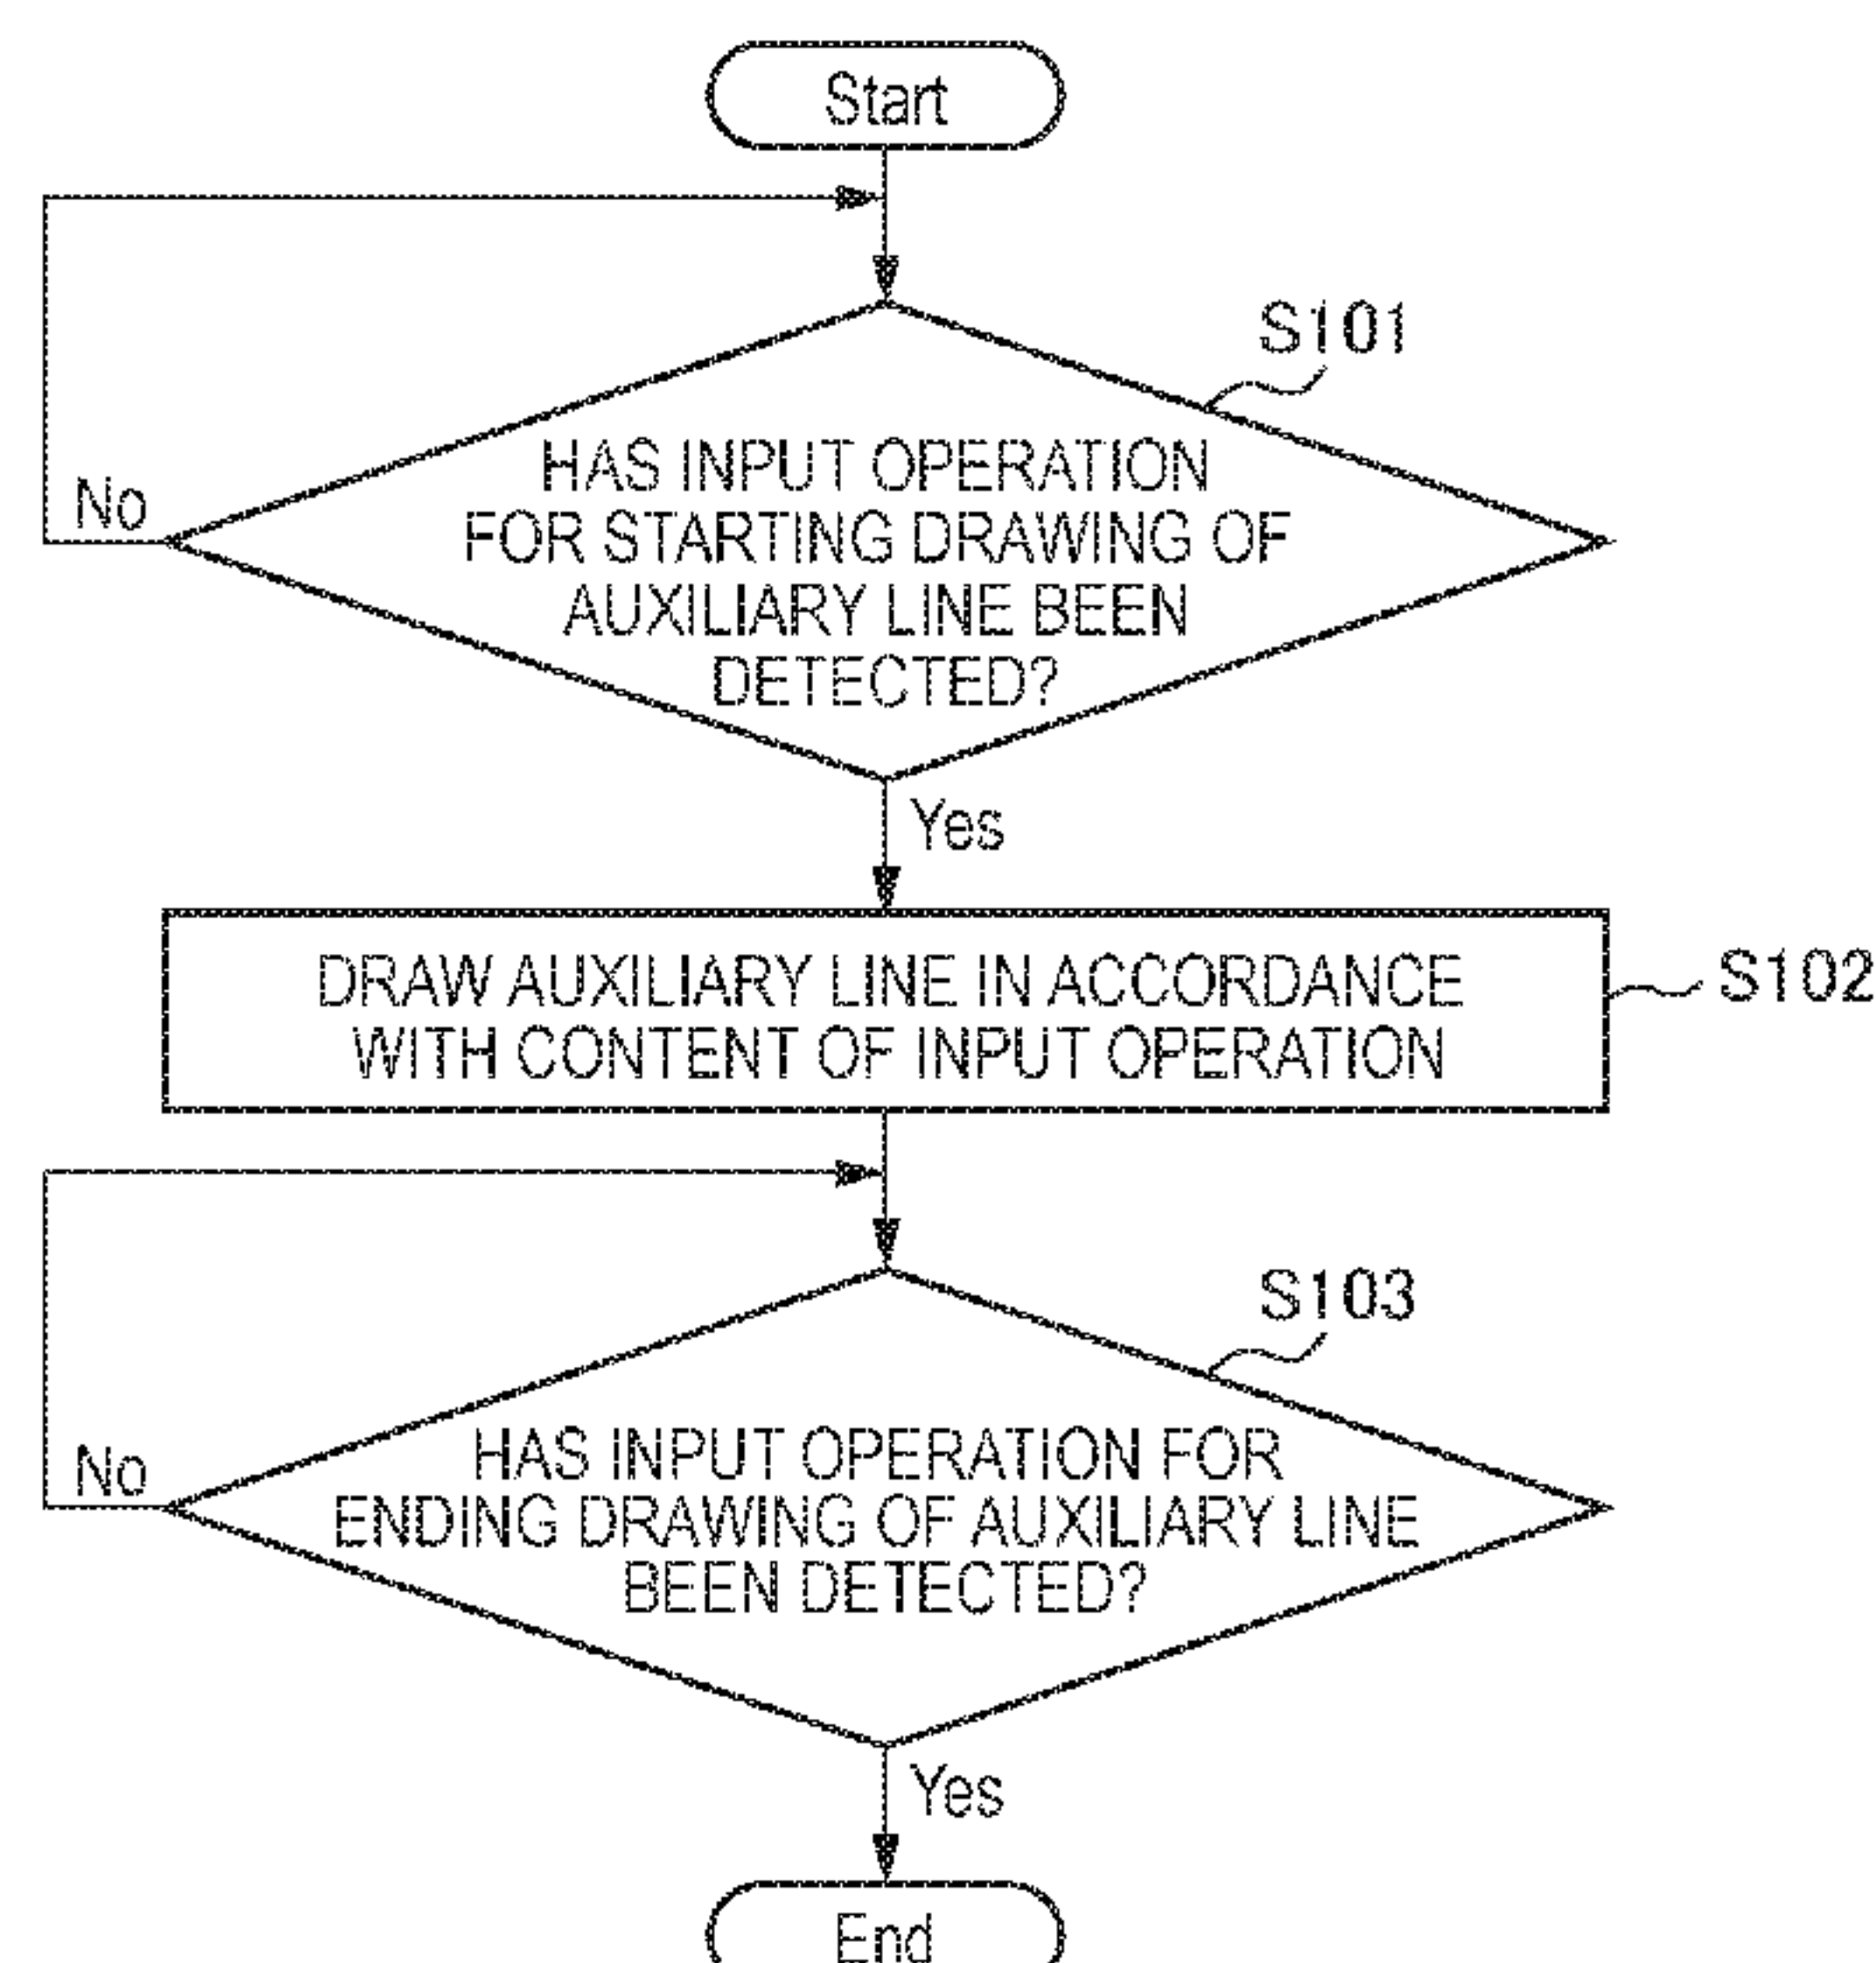 Start
S101
HAS INPUT OPERATION
FOR STARTING DRAWING OF
AUXILIARY LINE BEEN
DETECTED?
No
Yes
DRAW AUXILIARY LINE IN ACCORDANCE
WITH CONTENT OF INPUT OPERATION
S102
S103
HAS INPUT OPERATION FOR
ENDING DRAWING OF AUXILIARY LINE
BEEN DETECTED?
No
Yes
End